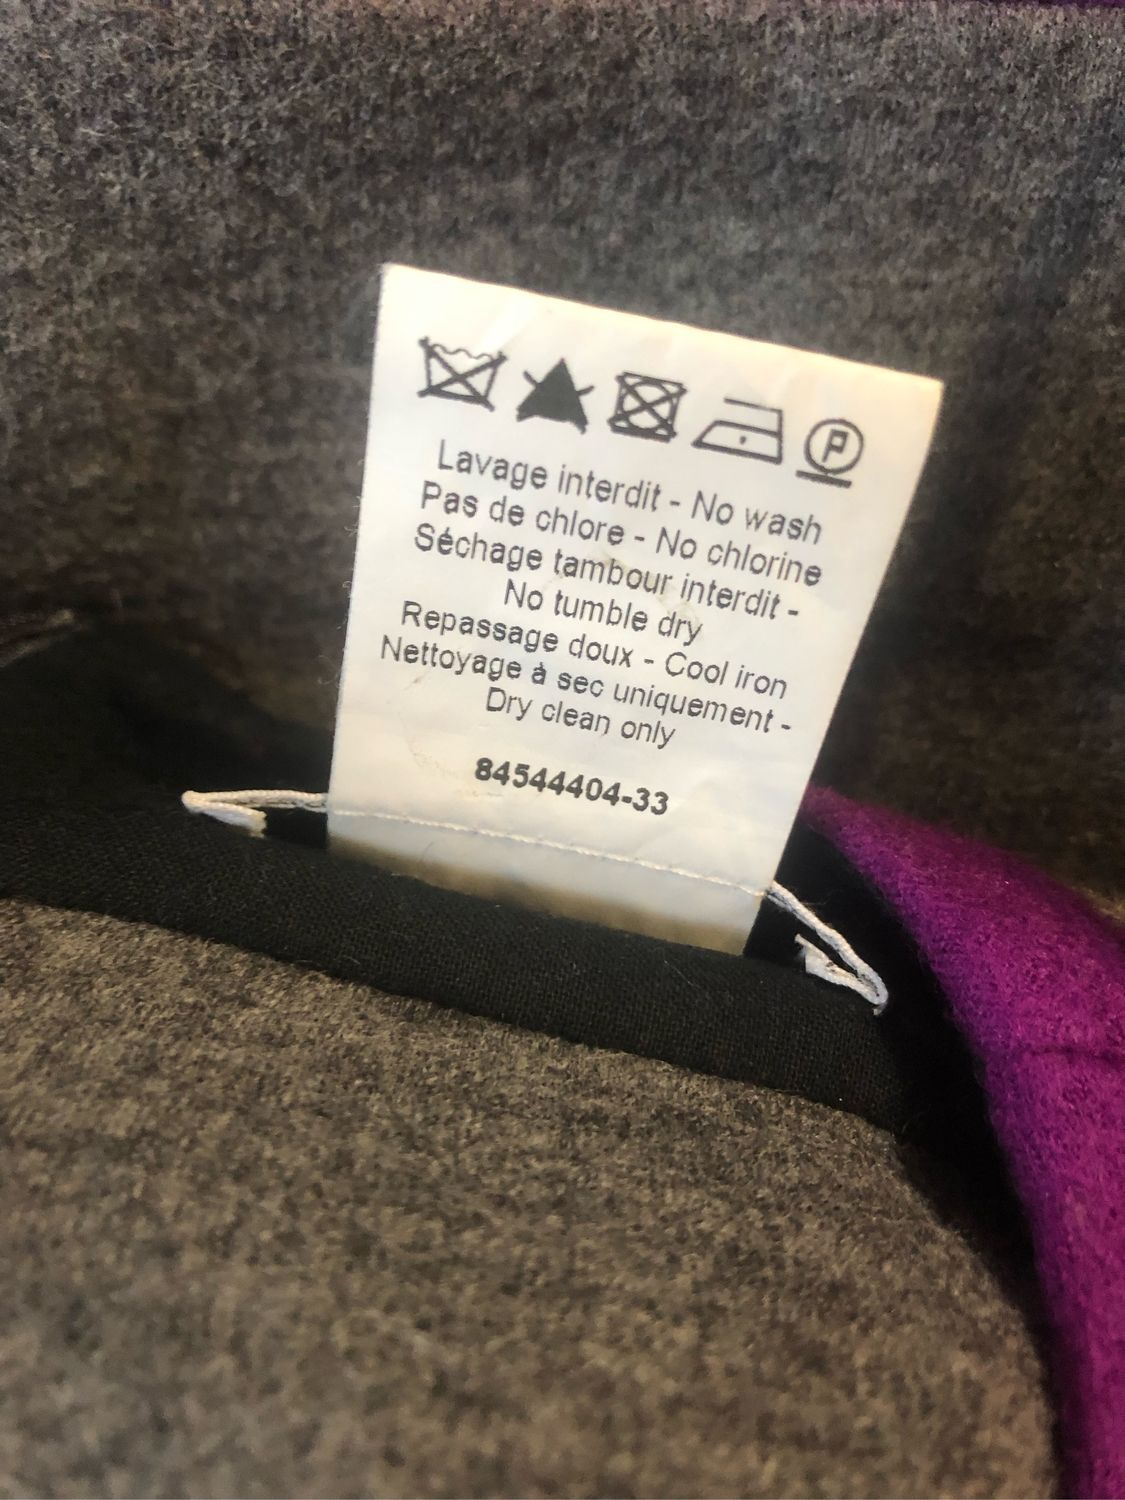 P
Lavage interdit - No wash
Pas de chlore - No chlorine
Séchage tambour interdit -
No tumble dry
Repassage doux - Cool iron
Nettoyage à sec uniquement -
Dry clean only
84544404-33